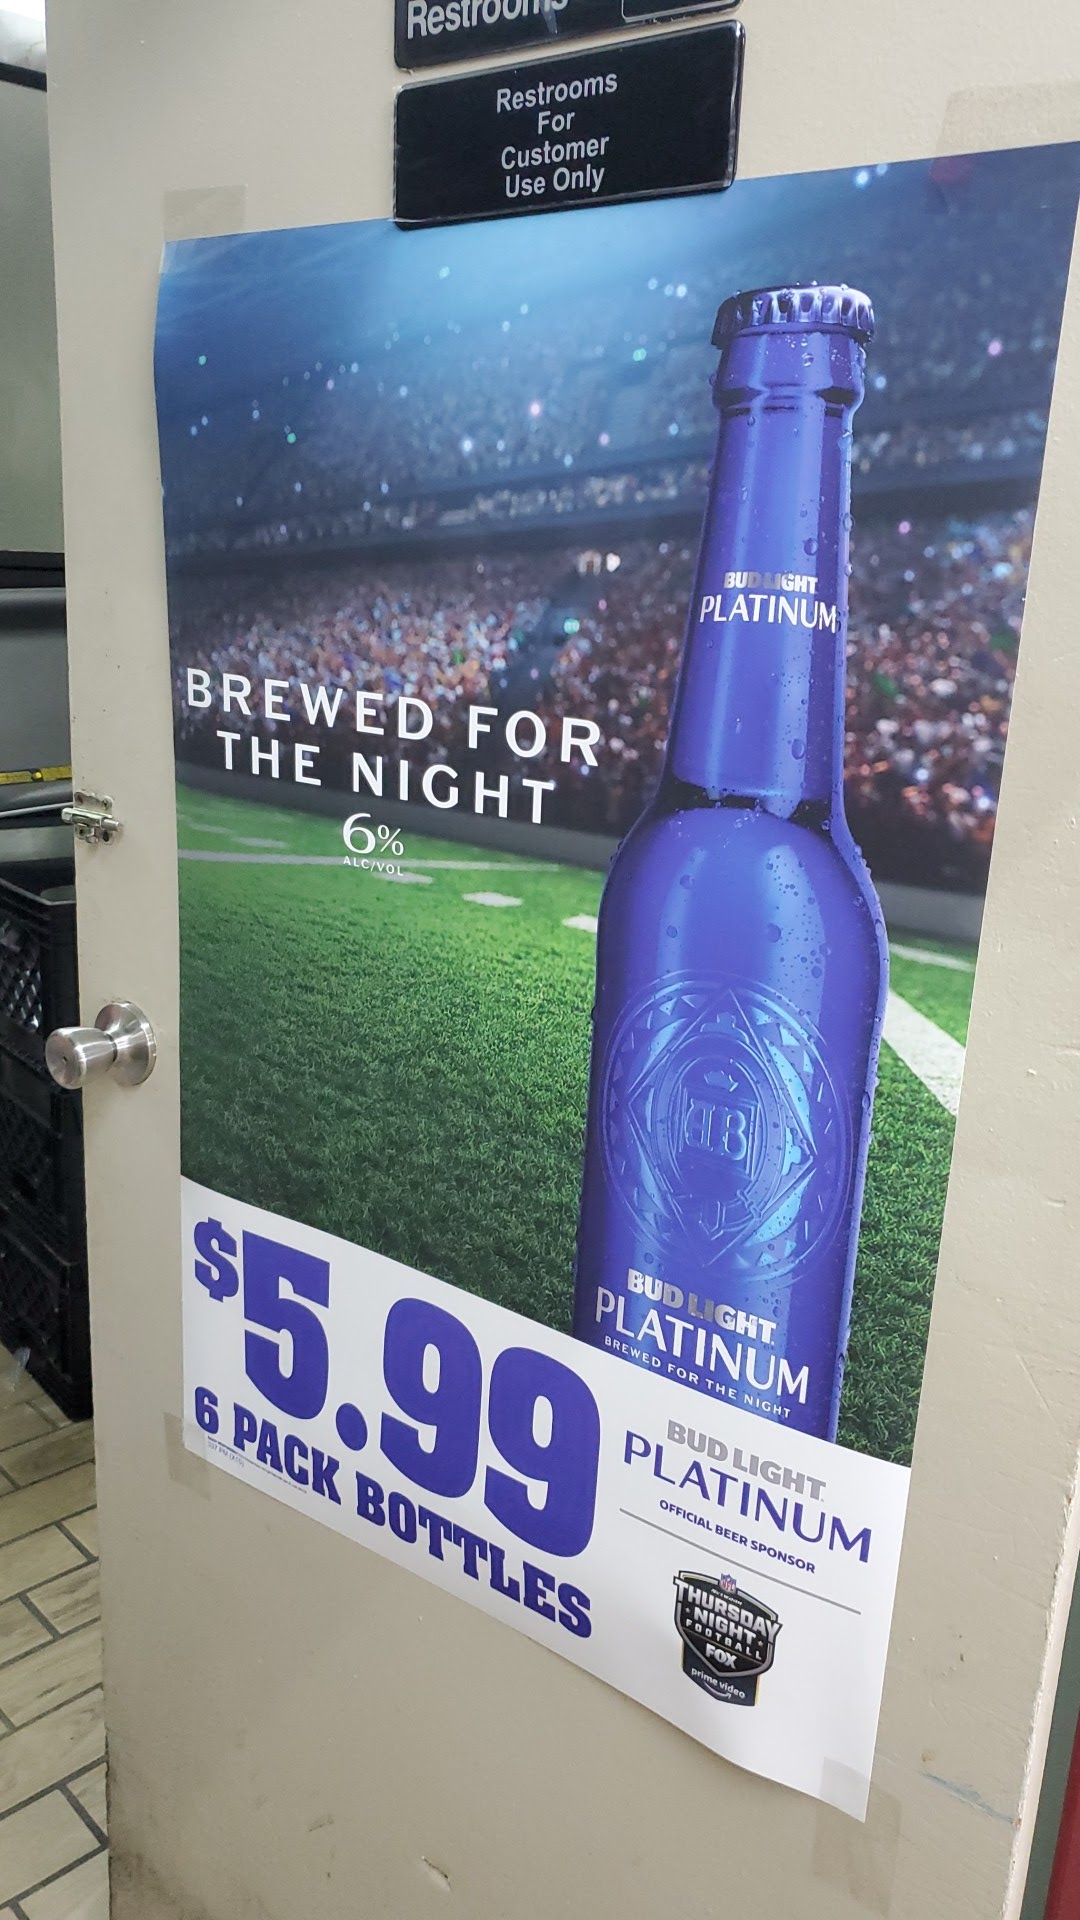 Restrooms
Restrooms
For
Customer
Use Only
BUD LIGHT
PLATINUM
BREWED FOR
THE NIGHT
6%
ALC/VOL
BUD LIGHT
PLATINUM
BREWED FOR THE NIGHT
$5.99
6 PACK BOTTLES
BUD LIGHT
PLATINUM
OFFICIAL BEER SPONSOR
NFL
THURSDAY
NIGHT
FOOTBALL
FOX
prime video